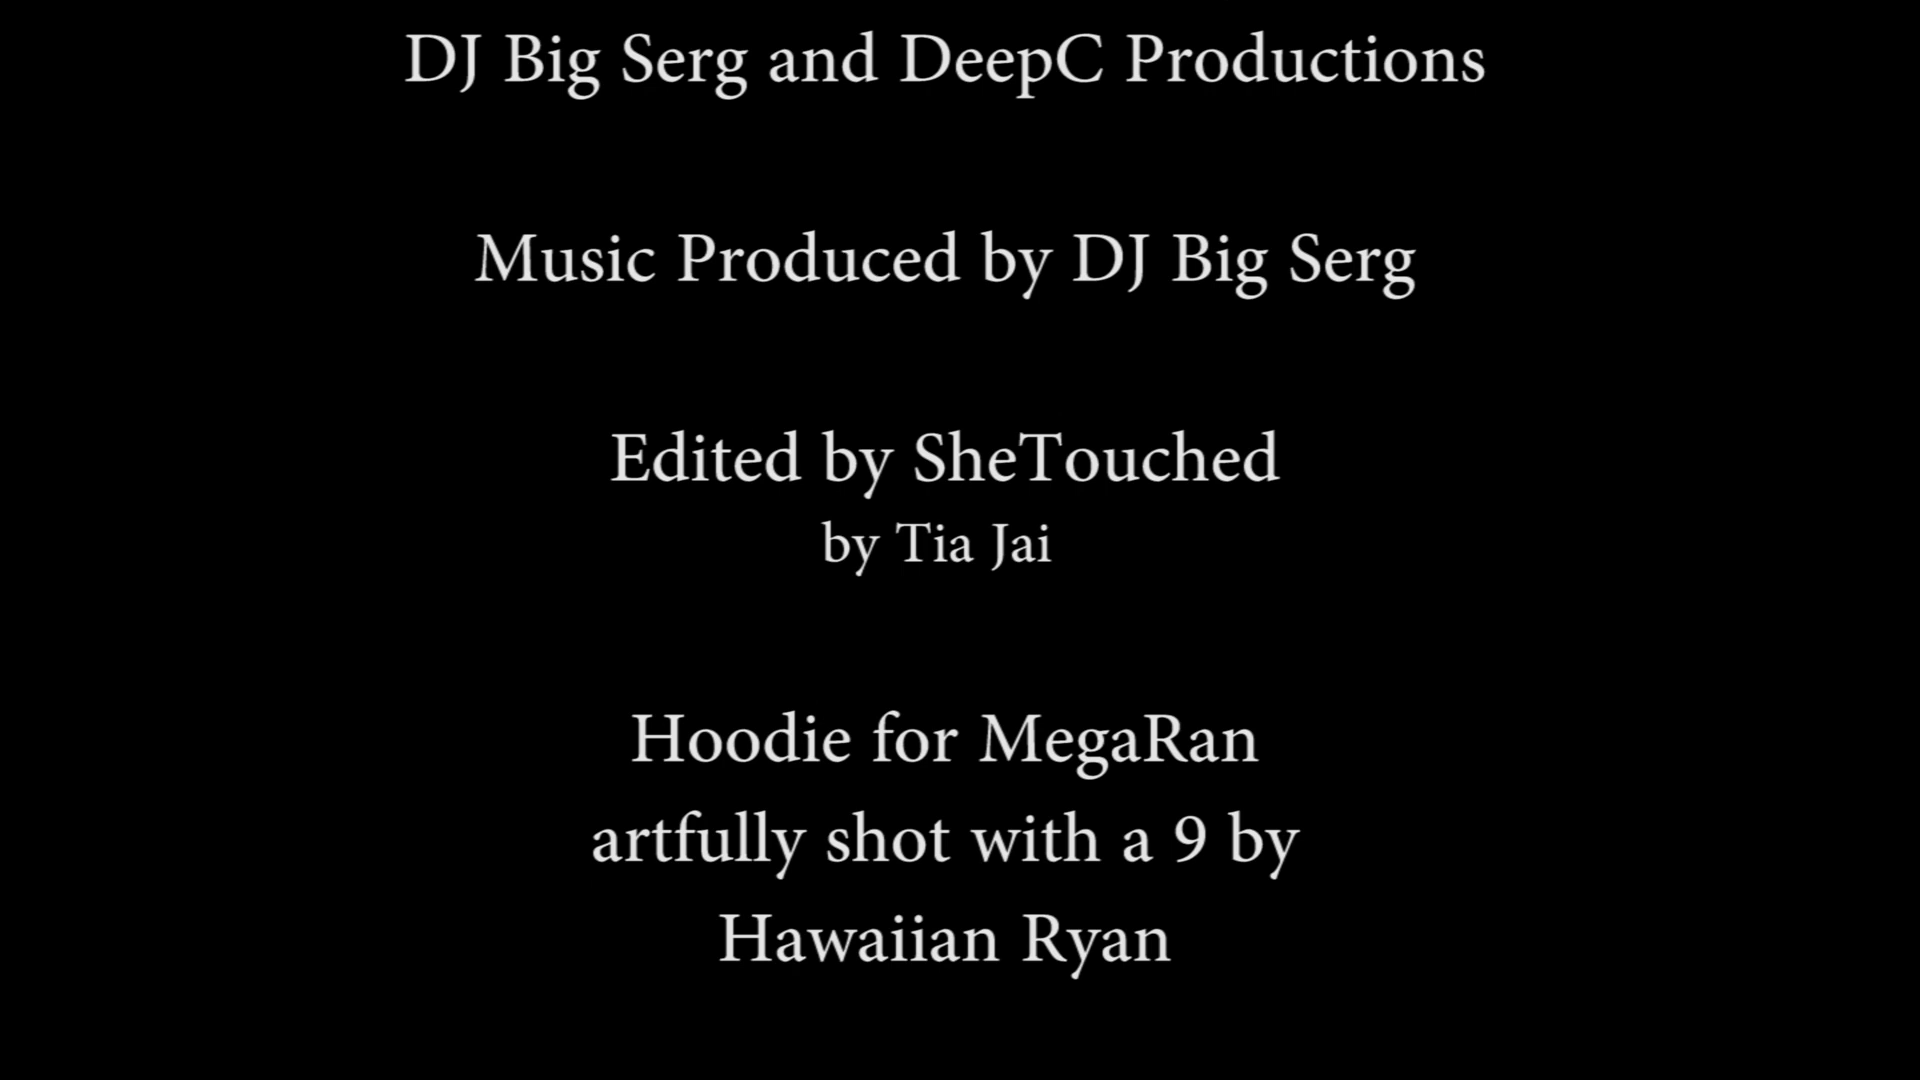 DJ Big Serg and DeepC Productions
Music Produced by DJ Big Serg
Edited by SheTouched
by Tia Jai
Hoodie for MegaRan
artfully shot with a 9 by
Hawaiian Ryan